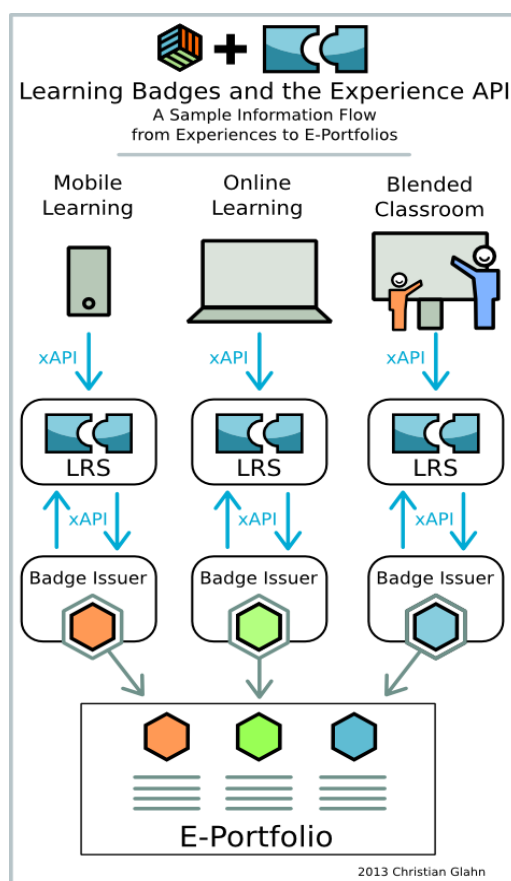 Learning Badges and the Experience API
A Sample Information Flow
from Experiences to E-Portfolios
Mobile
Learning
Online
Learning
Blended
Classroom
xAPI
xAPI
xAPI
LRS
LRS
LRS
xAPI
xAPI
xAPI
Badge Issuer
Badge Issuer
Badge Issuer
E-Portfolio
2013 Christian Glahn